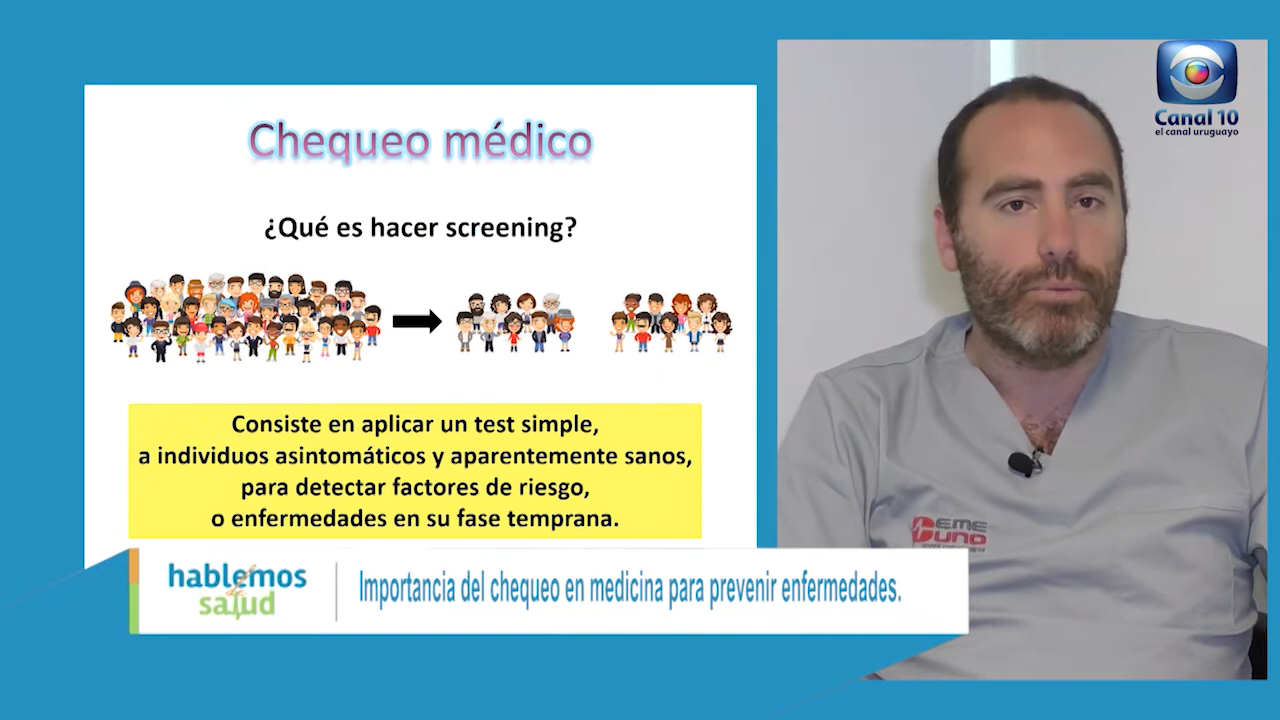 Canal 10
el canal uruguayo
Chequeo médico
¿Qué es hacer screening?
Consiste en aplicar un test simple,
a individuos asintomáticos y aparentemente sanos,
para detectar factores de riesgo,
o enfermedades en su fase temprana.
EME
UNO
hablemos
de
salud
Importancia del chequeo en medicina para prevenir enfermedades.